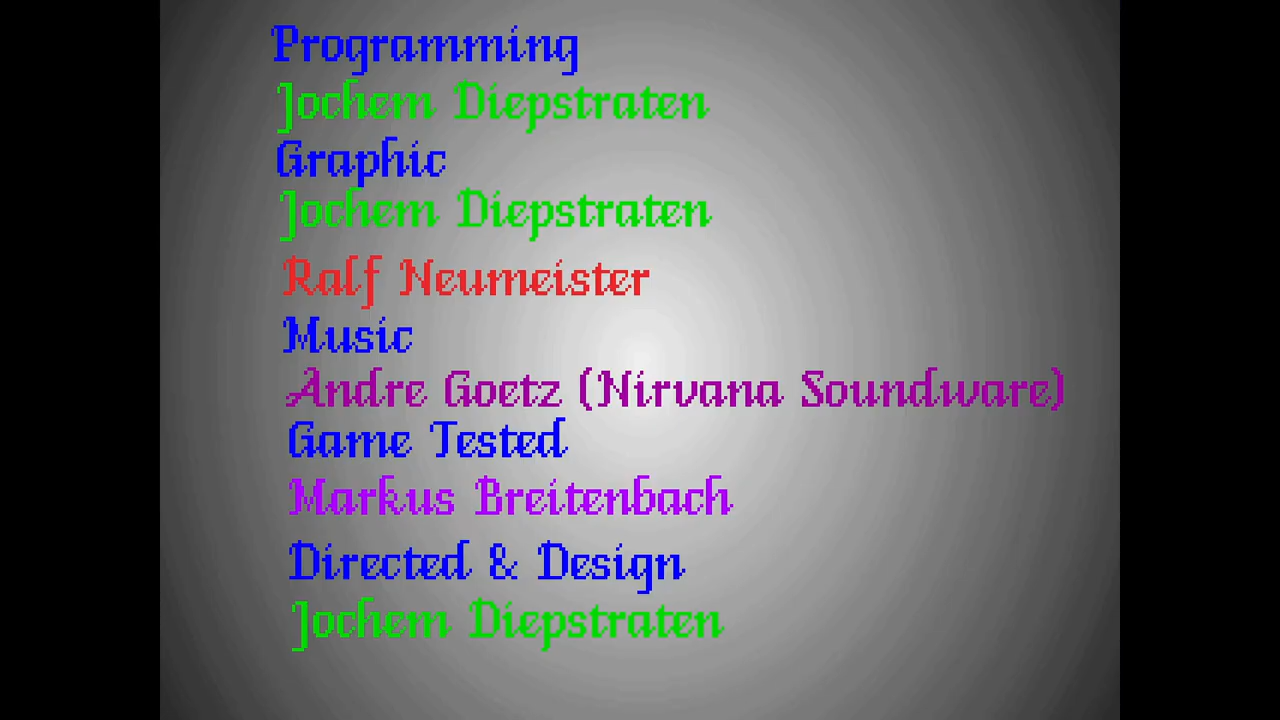 Programming
Jochem Diepstraten
Graphic
Jochem Diepstraten
Ralf Neumeister
Music
Andre Goetz (Nirvana Soundware)
Game Tested
Markus Breitenbach
Directed & Design
Jochem Diepstraten